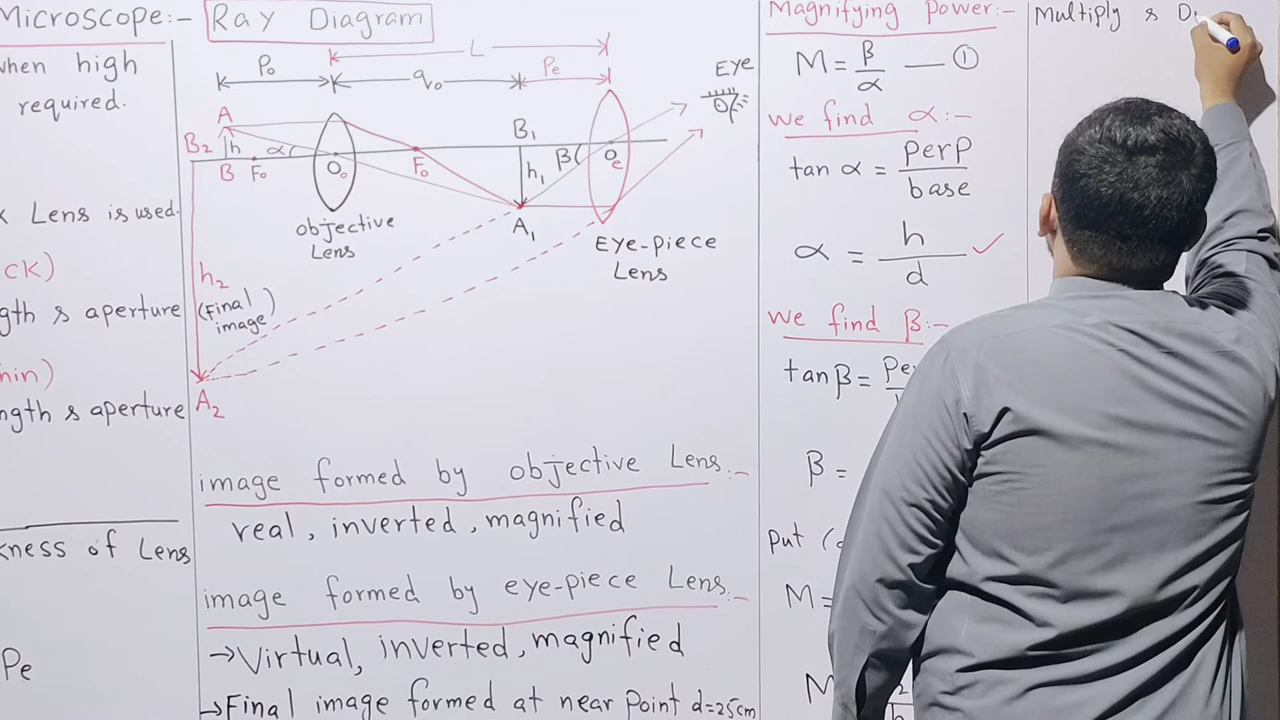 Microscope:-
when high
required.
Lens is used.
ck)
gth & aperture
min)
ngth & aperture
kness of Lens
Pe
Ray Diagram
L
Po
qo
Pe
Eye
A
B2
h
α
B
Fo
Oo
Fo
B1
h1
β
Oe
A1
objective
Lens
Eye-piece
Lens
h2
(Final
image)
A2
image formed by objective Lens:-
real, inverted, magnified
image formed by eye-piece Lens:-
→Virtual, inverted, magnified
→Final image formed at near Point d=25cm
Magnifying Power:-
M = β/α — ①
we find α:-
tan α = perp/base
α = h/d ✓
we find β:-
tanβ =
β =
Put
M=
M
Multiply &